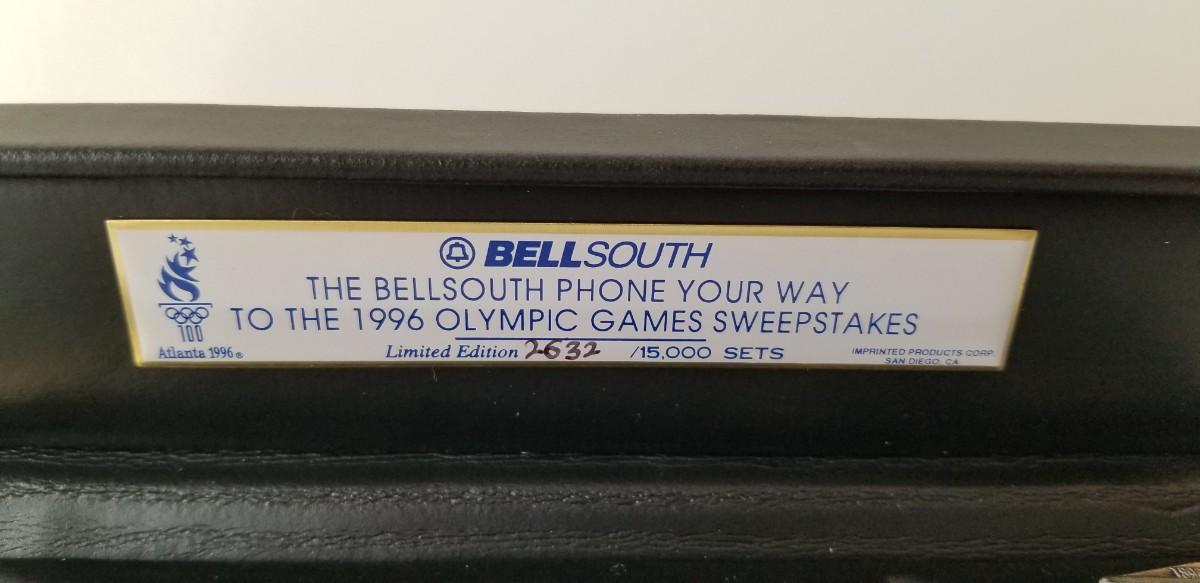 BELLSOUTH
THE BELLSOUTH PHONE YOUR WAY
TO THE 1996 OLYMPIC GAMES SWEEPSTAKES
100
Atlanta 1996®
Limited Edition 2632 /15,000 SETS
IMPRINTED PRODUCTS CORP.
SAN DIEGO, CA